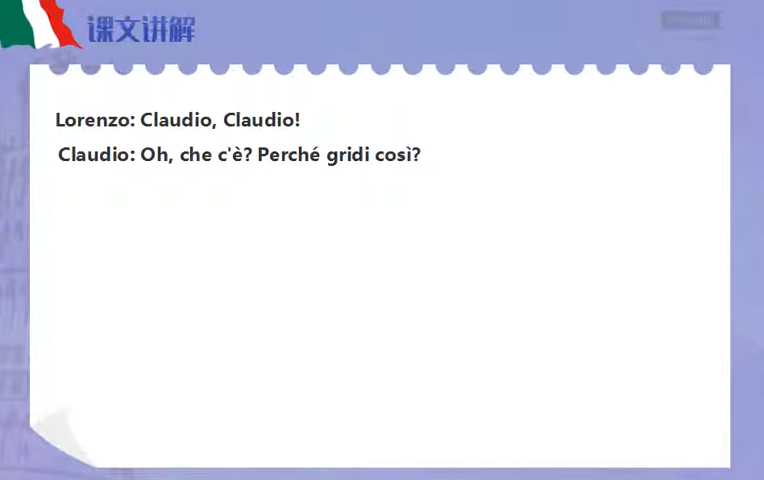 课文讲解
Lorenzo: Claudio, Claudio!
Claudio: Oh, che c'è? Perché gridi così?